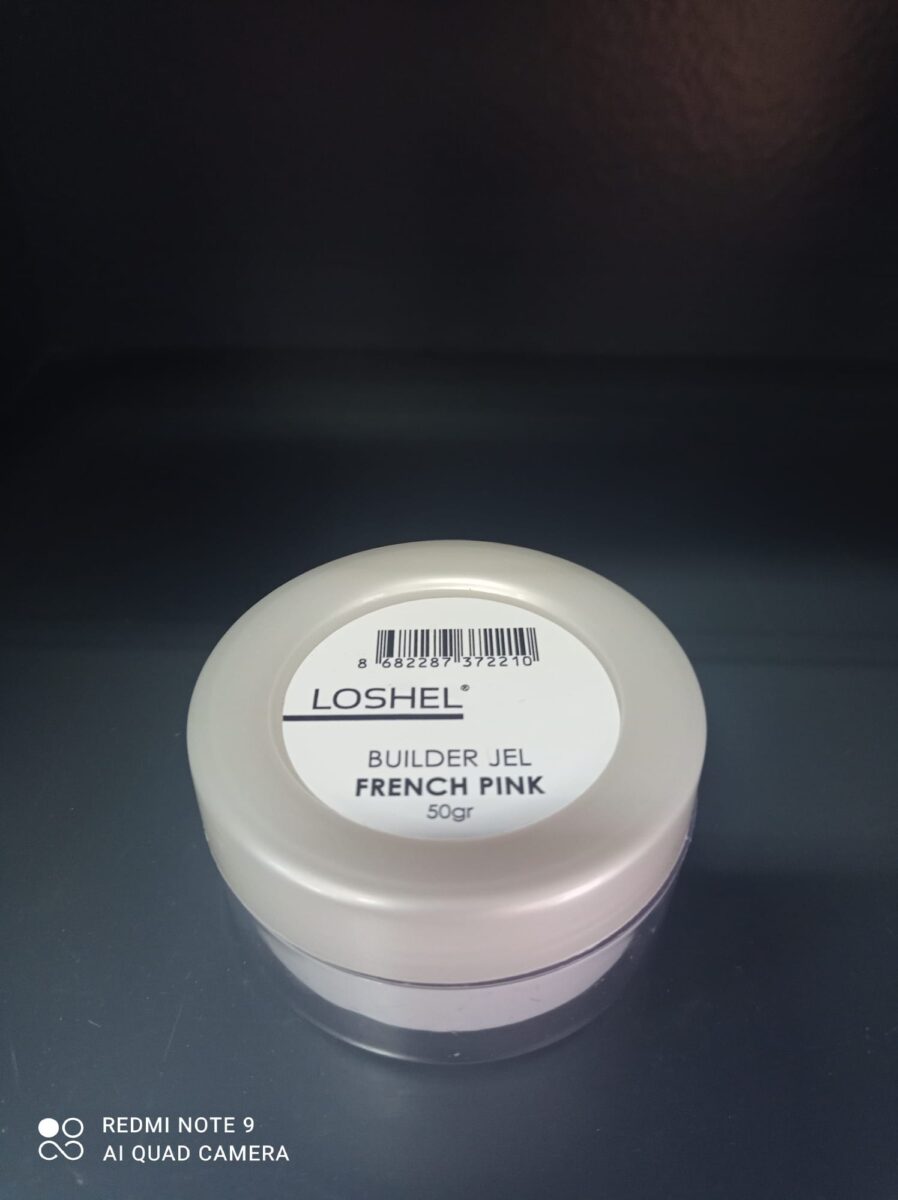 8 682287 372210
LOSHEL®
BUILDER JEL
FRENCH PINK
50gr
REDMI NOTE 9
AI QUAD CAMERA